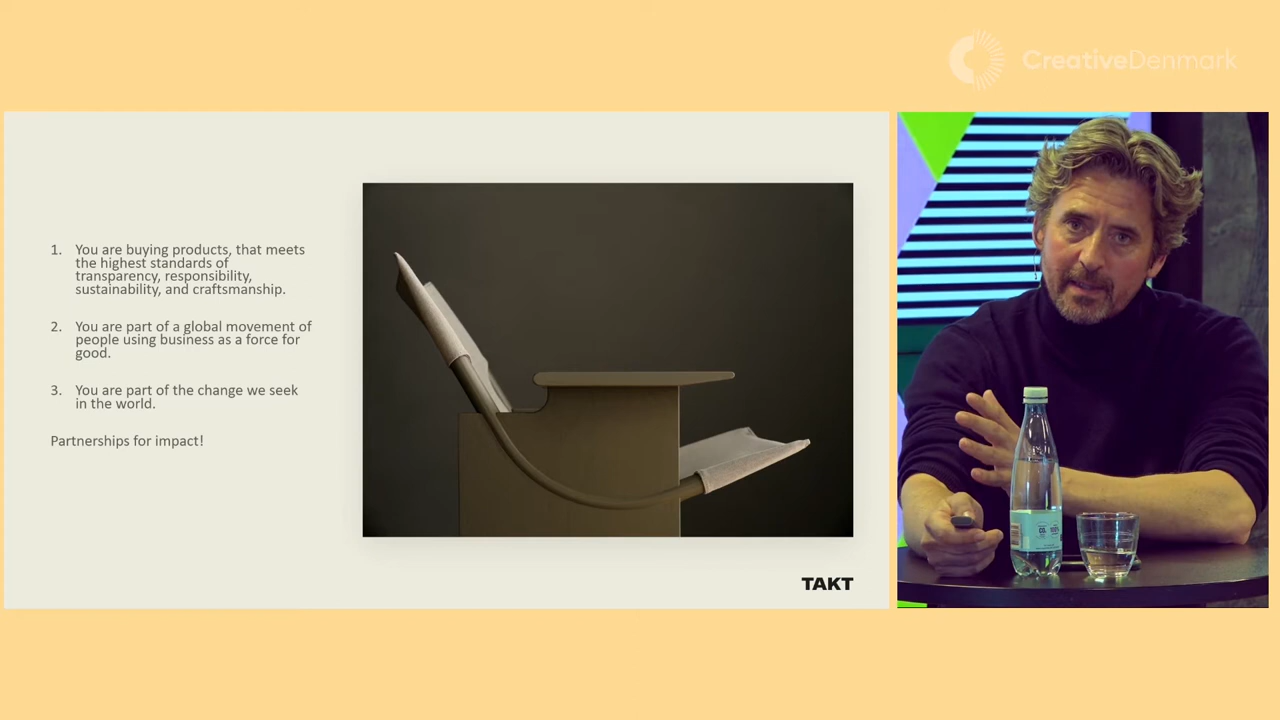 CreativeDenmark
1. You are buying products, that meets
the highest standards of
transparency, responsibility,
sustainability, and craftsmanship.
2. You are part of a global movement of
people using business as a force for
good.
3. You are part of the change we seek
in the world.
Partnerships for impact!
TAKT